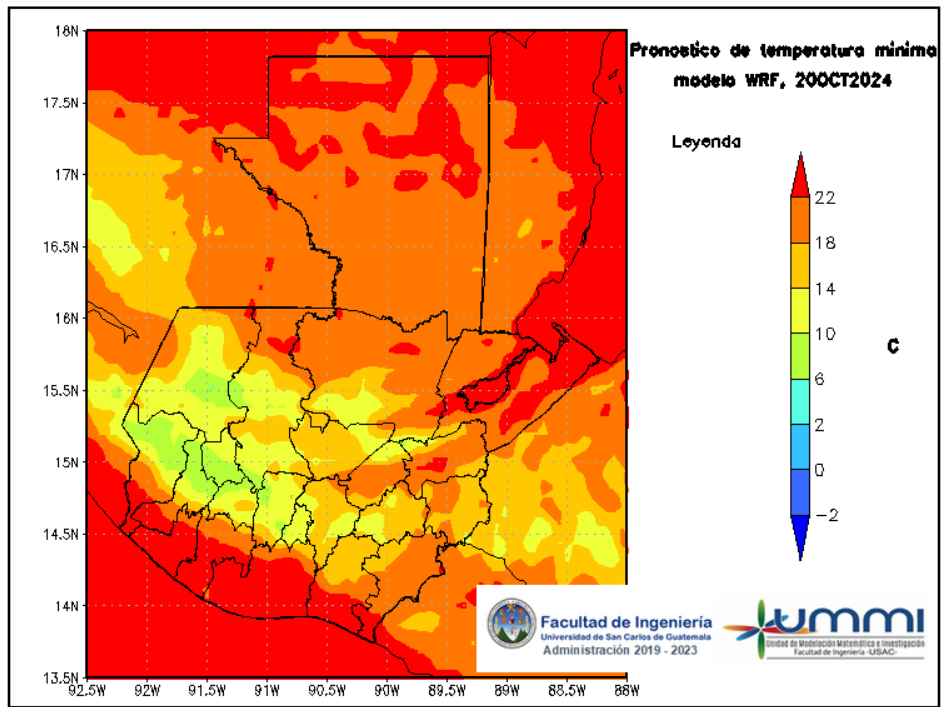 18N
17.5N
17N
16.5N
16N
15.5N
15N
14.5N
14N
13.5N
92.5W
92W
91.5W
91W
90.5W
90W
89.5W
89W
88.5W
88W
Pronostico de temperatura minima
modelo WRF, 20OCT2024
Leyenda
22
18
14
10
6
2
0
-2
C
Facultad de Ingeniería
Universidad de San Carlos de Guatemala
Administración 2019 - 2023
ummi
Unidad de Modelación Matemática e Investigación
Facultad de Ingeniería -USAC-